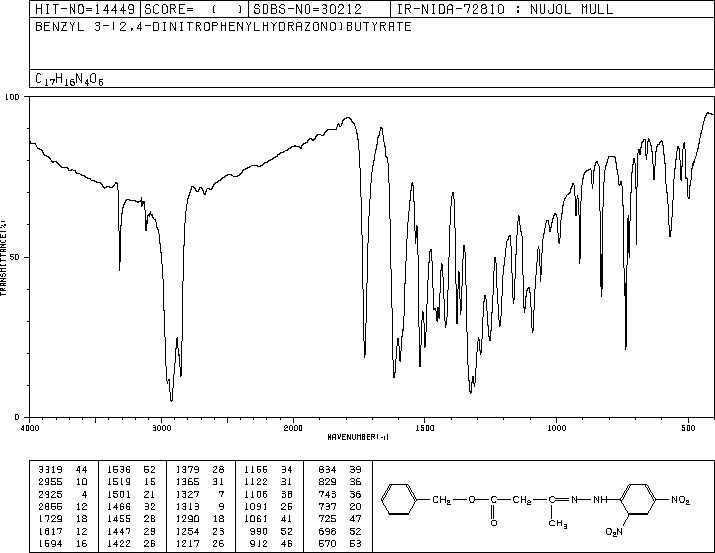 HIT-NO=14449 SCORE= ( ) SDBS-NO=30212 IR-NIDA-72810 : NUJOL MULL
BENZYL 3-(2,4-DINITROPHENYLHYDRAZONO)BUTYRATE
C17H16N4O6
100
50
0
TRANSMITTANCE(%)
4000 3000 2000 1500 1000 500
WAVENUMBER(-1)
3319 44 1536 52 1379 28 1166 34 834 39
2955 10 1519 15 1365 31 1122 31 829 36
2925 4 1501 21 1327 7 1106 38 743 36
2855 12 1466 32 1313 9 1091 26 737 20
1729 18 1455 28 1290 18 1061 41 725 47
1617 12 1447 29 1254 23 990 52 698 52
1594 16 1422 26 1217 26 912 46 570 53
CH2 O C CH2 C N NH NO2
O CH3 O2N